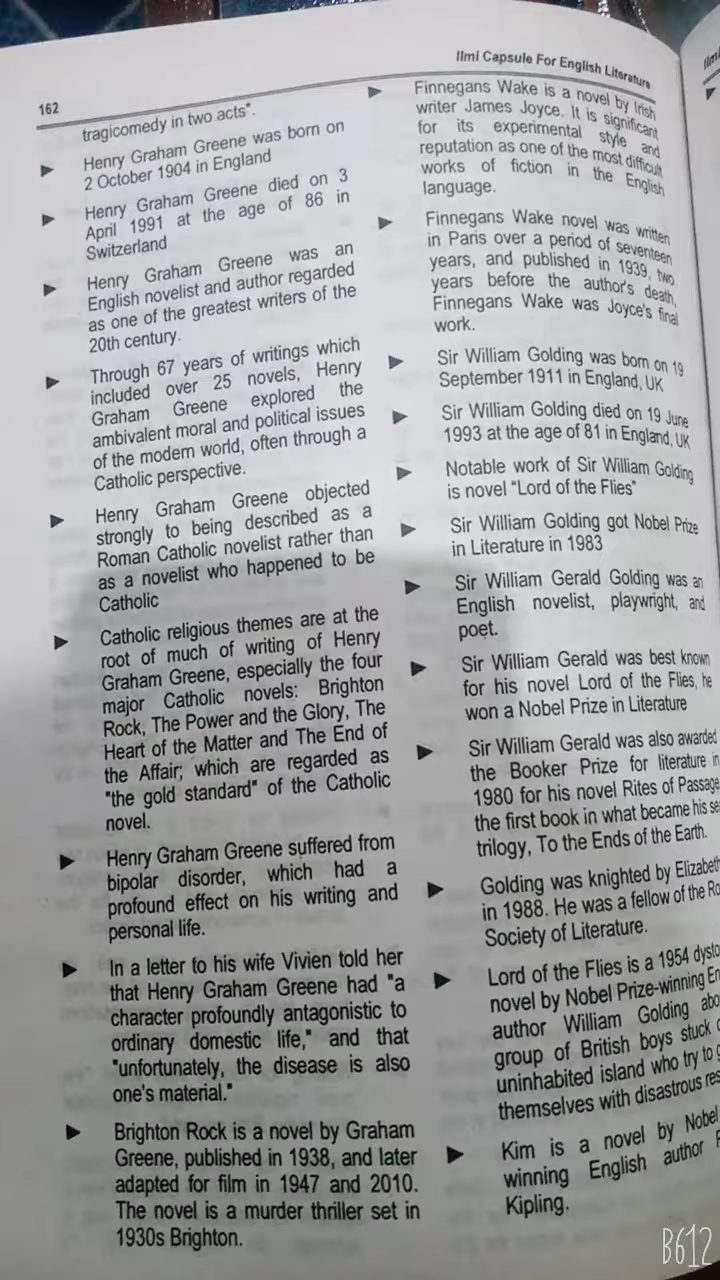 162
Ilmi Capsule For English Literature
tragicomedy in two acts".
Henry Graham Greene was born on
2 October 1904 in England
Henry Graham Greene died on 3
April 1991 at the age of 86 in
Switzerland
Henry Graham Greene was an
English novelist and author regarded
as one of the greatest writers of the
20th century.
Through 67 years of writings which
included over 25 novels, Henry
Graham Greene explored the
ambivalent moral and political issues
of the modern world, often through a
Catholic perspective.
Henry Graham Greene objected
strongly to being described as a
Roman Catholic novelist rather than
as a novelist who happened to be
Catholic
Catholic religious themes are at the
root of much of writing of Henry
Graham Greene, especially the four
major Catholic novels: Brighton
Rock, The Power and the Glory, The
Heart of the Matter and The End of
the Affair; which are regarded as
"the gold standard" of the Catholic
novel.
Henry Graham Greene suffered from
bipolar disorder, which had a
profound effect on his writing and
personal life.
In a letter to his wife Vivien told her
that Henry Graham Greene had "a
character profoundly antagonistic to
ordinary domestic life," and that
"unfortunately, the disease is also
one's material."
Brighton Rock is a novel by Graham
Greene, published in 1938, and later
adapted for film in 1947 and 2010.
The novel is a murder thriller set in
1930s Brighton.
Finnegans Wake is a novel by Irish
writer James Joyce. It is significant
for its experimental style and
reputation as one of the most difficult
works of fiction in the English
language.
Finnegans Wake novel was written
in Paris over a period of seventeen
years, and published in 1939, two
years before the author's death,
Finnegans Wake was Joyce's final
work.
Sir William Golding was born on 19
September 1911 in England, UK
Sir William Golding died on 19 June
1993 at the age of 81 in England, UK
Notable work of Sir William Golding
is novel "Lord of the Flies"
Sir William Golding got Nobel Prize
in Literature in 1983
Sir William Gerald Golding was an
English novelist, playwright, and
poet.
Sir William Gerald was best known
for his novel Lord of the Flies, he
won a Nobel Prize in Literature
Sir William Gerald was also awarded
the Booker Prize for literature in
1980 for his novel Rites of Passage
the first book in what became his
trilogy, To the Ends of the Earth.
Golding was knighted by Elizabeth
in 1988. He was a fellow of the
Society of Literature.
Lord of the Flies is a 1954
novel by Nobel Prize-winning
author William Golding
group of British boys stuck
uninhabited island who try to
themselves with disastrous
Kim is a novel by Nobel
winning English author
Kipling.
B612